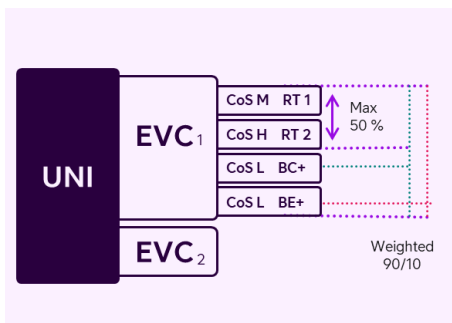 UNI
EVC1
CoS M RT 1
CoS H RT 2
CoS L BC+
CoS L BE+
Max
50 %
EVC2
Weighted
90/10